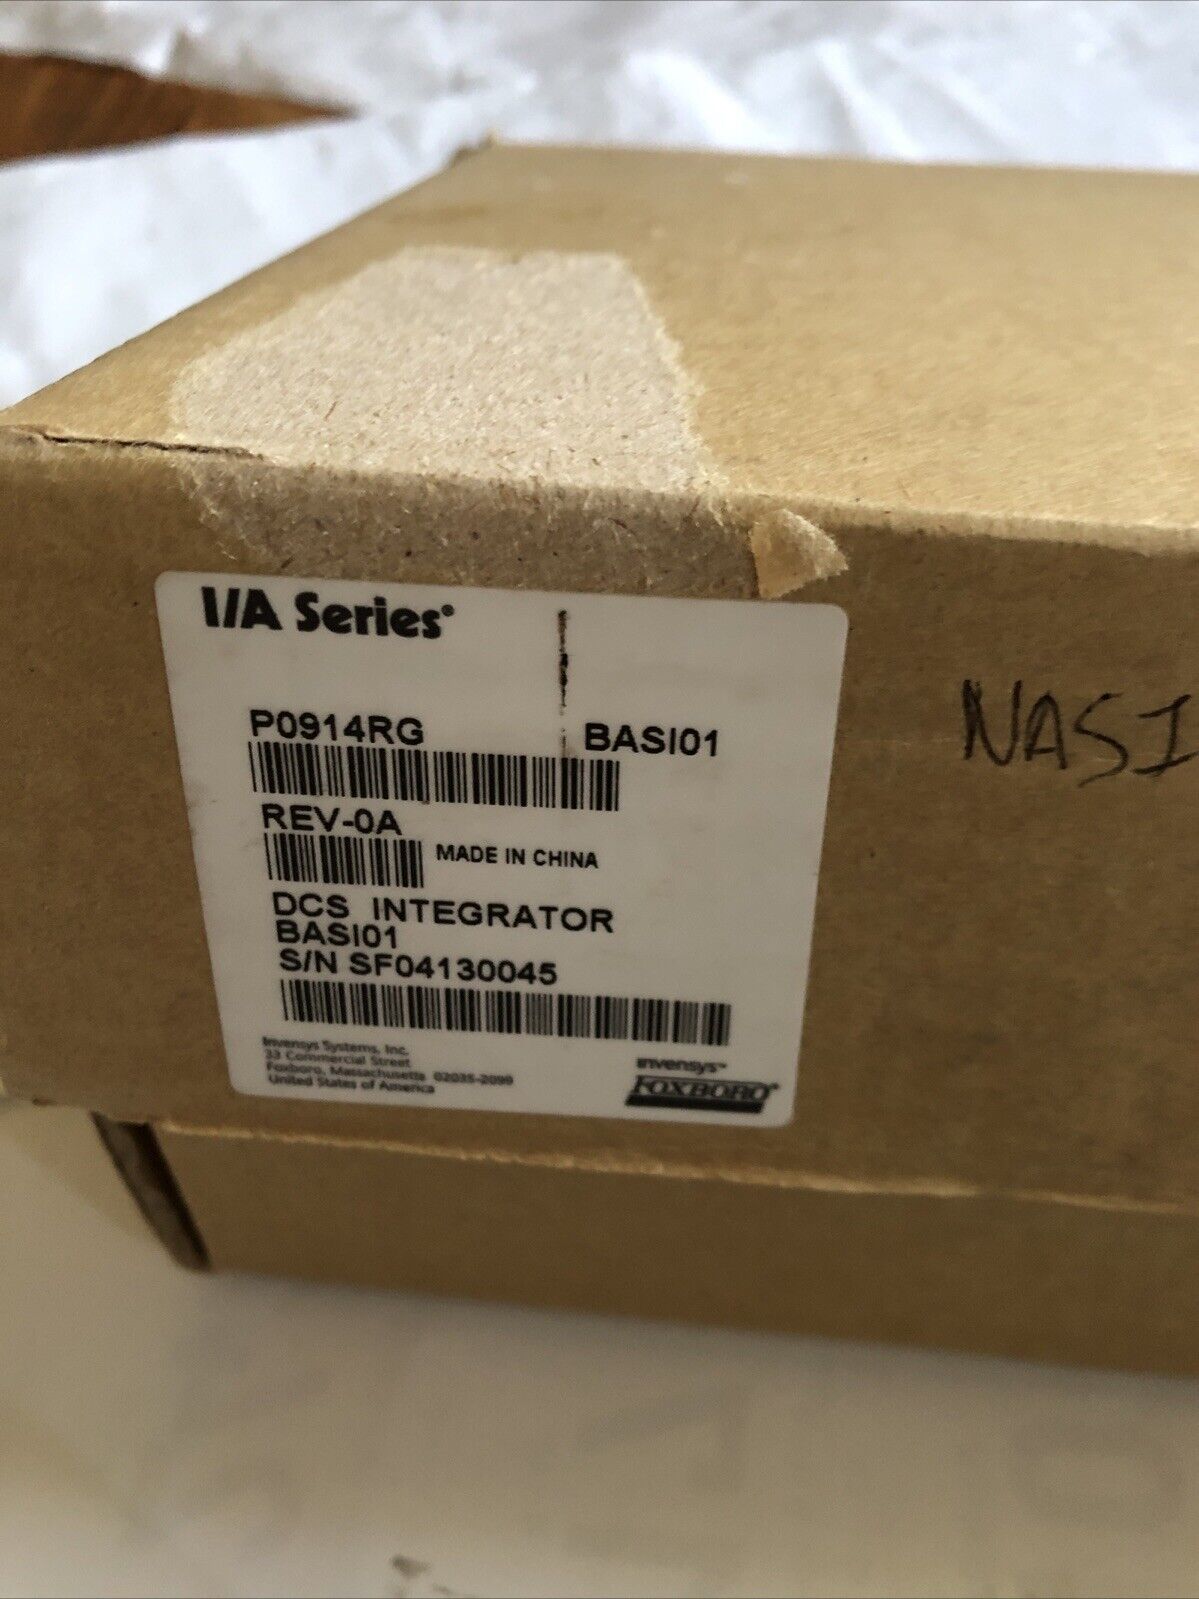 I/A Series®
P0914RG BASI01
REV-0A
MADE IN CHINA
DCS INTEGRATOR
BASI01
S/N SF04130045
Invensys Systems, Inc.
33 Commercial Street
Foxboro, Massachusetts 02035-2099
United States of America
invensys™
FOXBORO®
NASI